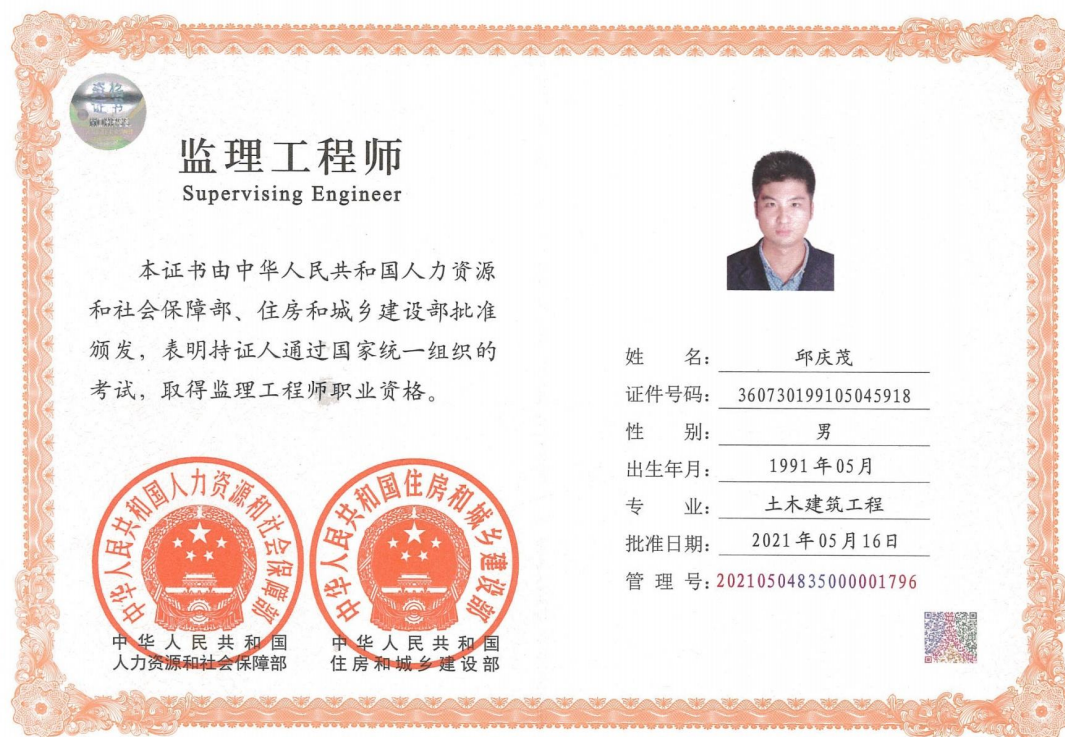 资格
证书
监理工程师
Supervising Engineer
本证书由中华人民共和国人力资源
和社会保障部、住房和城乡建设部批准
颁发，表明持证人通过国家统一组织的
考试，取得监理工程师职业资格。
中华人民共和国人力资源和社会保障部
中华人民共和国住房和城乡建设部
中华人民共和国
人力资源和社会保障部
中华人民共和国
住房和城乡建设部
姓名：邱庆茂
证件号码：360730199105045918
性别：男
出生年月：1991年05月
专业：土木建筑工程
批准日期：2021年05月16日
管理号：20210504835000001796